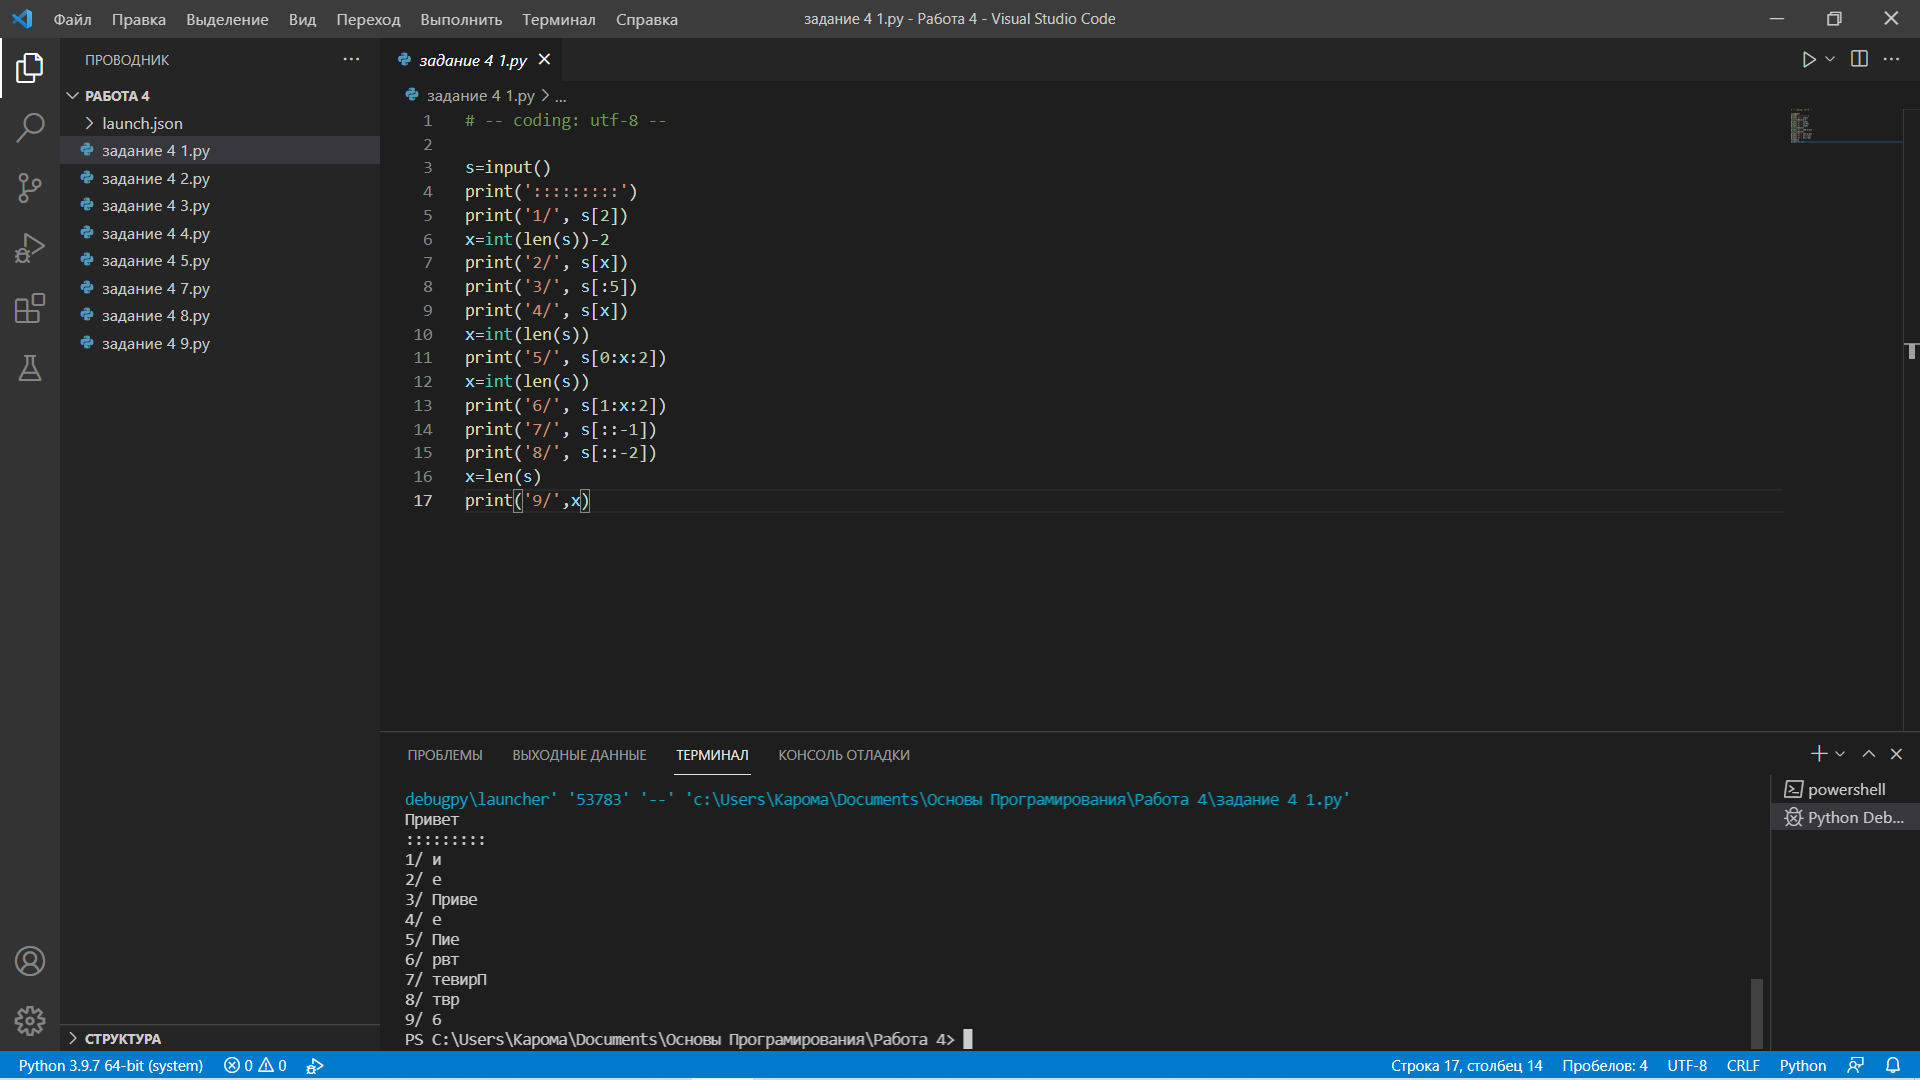 Файл Правка Выделение Вид Переход Выполнить Терминал Справка
задание 4 1.py - Работа 4 - Visual Studio Code
ПРОВОДНИК
РАБОТА 4
launch.json
задание 4 1.py
задание 4 2.py
задание 4 3.py
задание 4 4.py
задание 4 5.py
задание 4 7.py
задание 4 8.py
задание 4 9.py
СТРУКТУРА
задание 4 1.py
задание 4 1.py > ...
1 # -- coding: utf-8 --
2
3 s=input()
4 print(':::::::::')
5 print('1/', s[2])
6 x=int(len(s))-2
7 print('2/', s[x])
8 print('3/', s[:5])
9 print('4/', s[x])
10 x=int(len(s))
11 print('5/', s[0:x:2])
12 x=int(len(s))
13 print('6/', s[1:x:2])
14 print('7/', s[::-1])
15 print('8/', s[::-2])
16 x=len(s)
17 print('9/',x)
ПРОБЛЕМЫ ВЫХОДНЫЕ ДАННЫЕ ТЕРМИНАЛ КОНСОЛЬ ОТЛАДКИ
debugpy\launcher' '53783' '--' 'c:\Users\Карома\Documents\Основы Програмирования\Работа 4\задание 4 1.py'
Привет
:::::::::
1/ и
2/ е
3/ Приве
4/ е
5/ Пие
6/ рвт
7/ тевирП
8/ твр
9/ 6
PS C:\Users\Карома\Documents\Основы Програмирования\Работа 4>
powershell
Python Deb...
Python 3.9.7 64-bit (system) 0 0
Строка 17, столбец 14 Пробелов: 4 UTF-8 CRLF Python